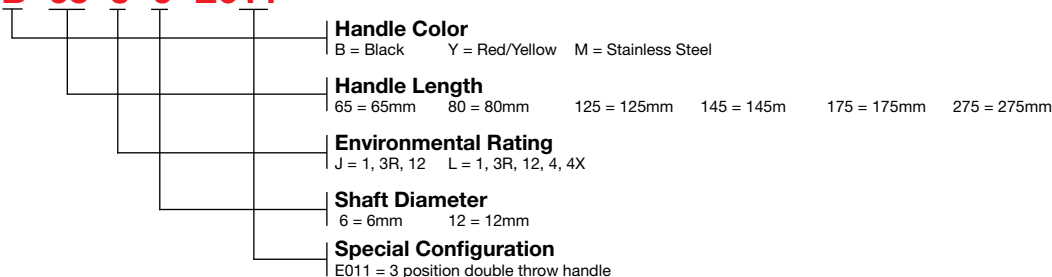 Handle Color
B = Black Y = Red/Yellow M = Stainless Steel
Handle Length
65 = 65mm 80 = 80mm 125 = 125mm 145 = 145m 175 = 175mm 275 = 275mm
Environmental Rating
J = 1, 3R, 12 L = 1, 3R, 12, 4, 4X
Shaft Diameter
6 = 6mm 12 = 12mm
Special Configuration
E011 = 3 position double throw handle